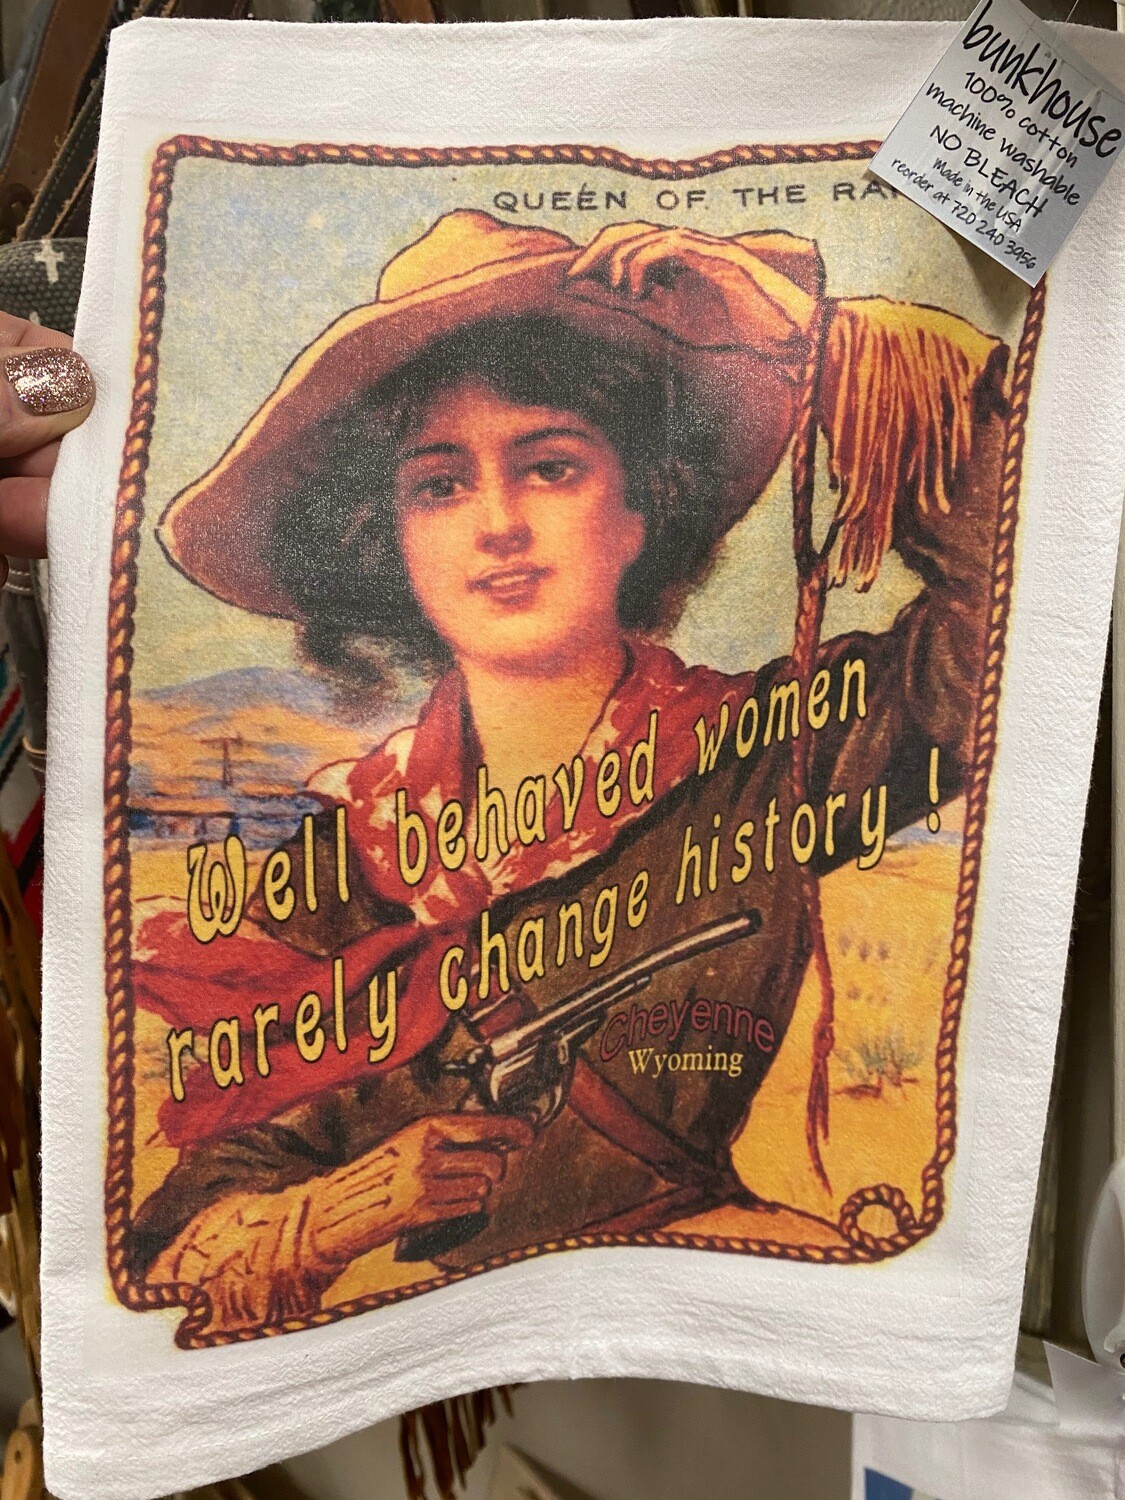 bunkhouse
100% cotton
machine washable
NO BLEACH
Made in the USA
reorder at 720 240 3956
QUEEN OF THE
Well behaved women
rarely change history !
Cheyenne
Wyoming